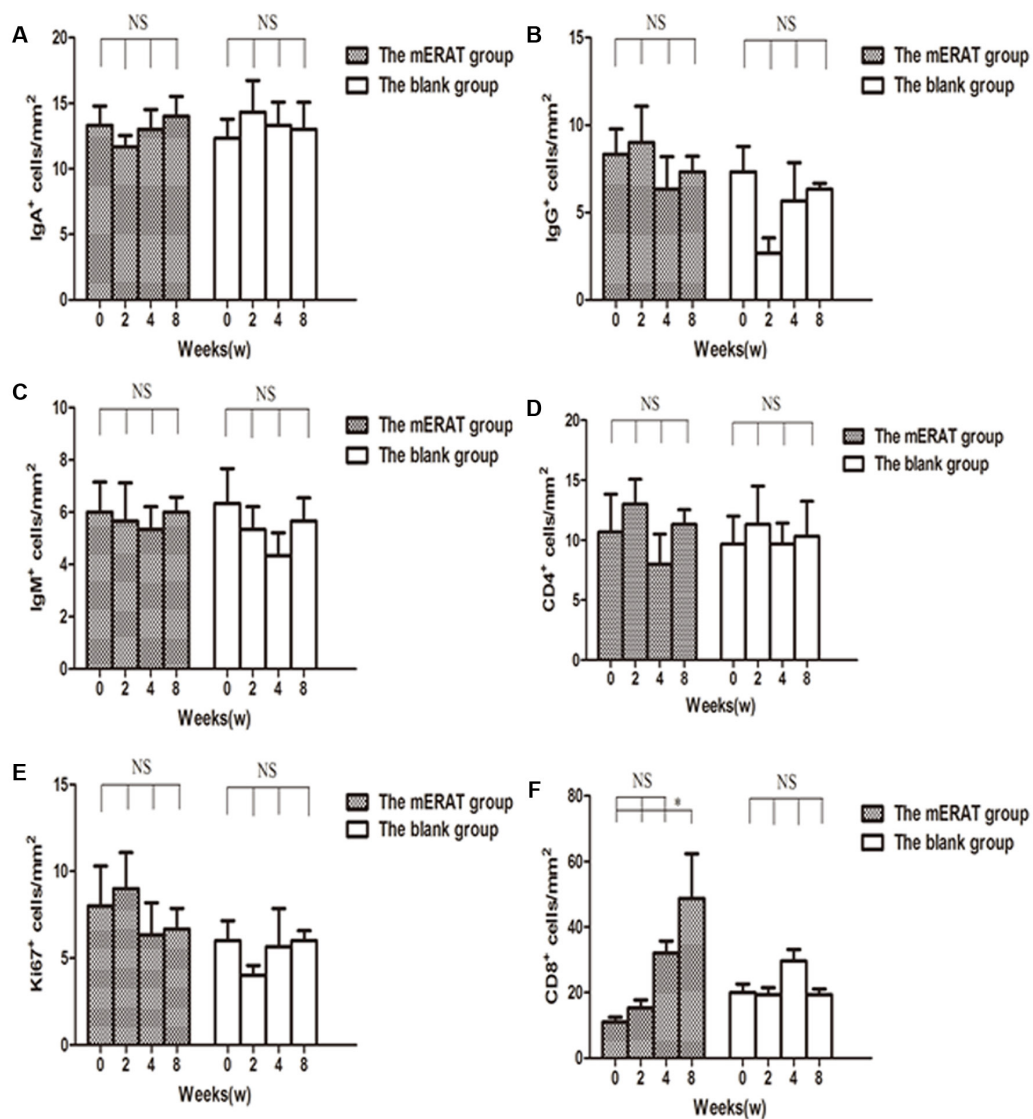 A
NS NS
The mERAT group
The blank group
IgA+ cells/mm²
20
15
10
5
0
0 2 4 8 0 2 4 8
Weeks(w)
B
NS NS
The mERAT group
The blank group
IgG+ cells/mm²
15
10
5
0
0 2 4 8 0 2 4 8
Weeks(w)
C
NS NS
The mERAT group
The blank group
IgM+ cells/mm²
10
8
6
4
2
0
0 2 4 8 0 2 4 8
Weeks(w)
D
NS NS
The mERAT group
The blank group
CD4+ cells/mm²
20
15
10
5
0
0 2 4 8 0 2 4 8
Weeks(w)
E
NS NS
The mERAT group
The blank group
Ki67+ cells/mm²
15
10
5
0
0 2 4 8 0 2 4 8
Weeks(w)
F
NS NS
*
The mERAT group
The blank group
CD8+ cells/mm²
80
60
40
20
0
0 2 4 8 0 2 4 8
Weeks(w)